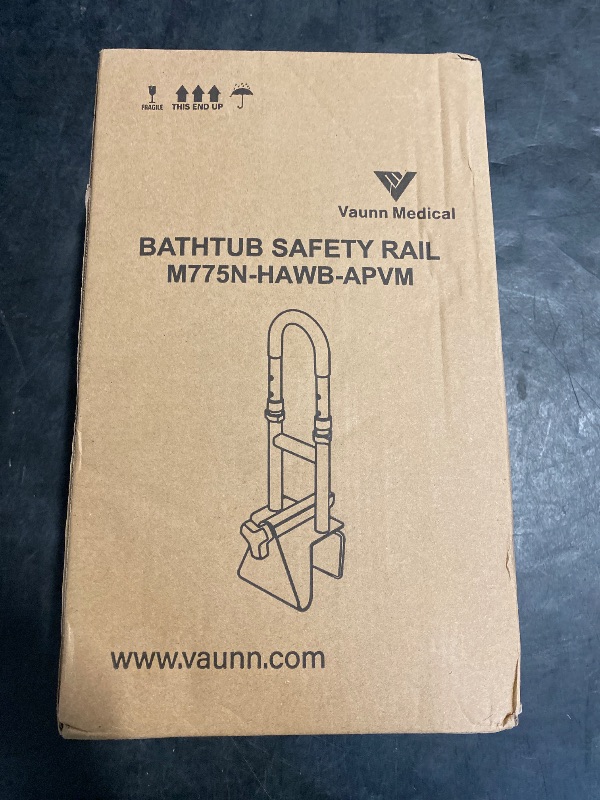 FRAGILE THIS END UP
Vaunn Medical
BATHTUB SAFETY RAIL
M775N-HAWB-APVM
www.vaunn.com